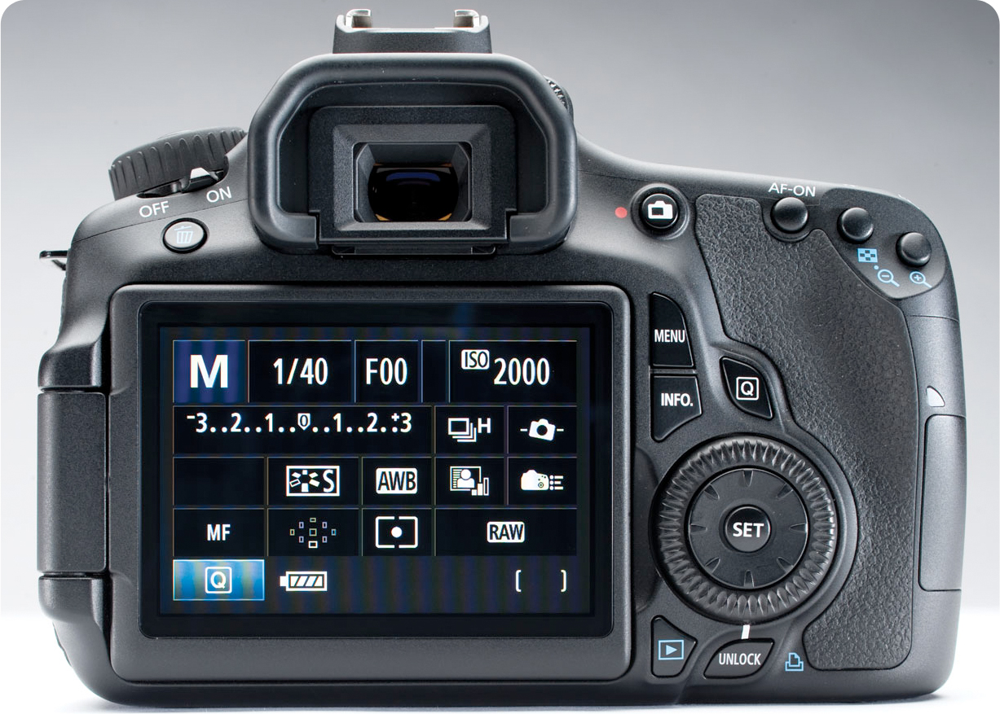 OFF ON
AF-ON
M 1/40 F00 ISO 2000
-3..2..1..0..1..2.+3 H
S AWB
MF RAW
Q [ ]
MENU
Q
INFO.
SET
UNLOCK